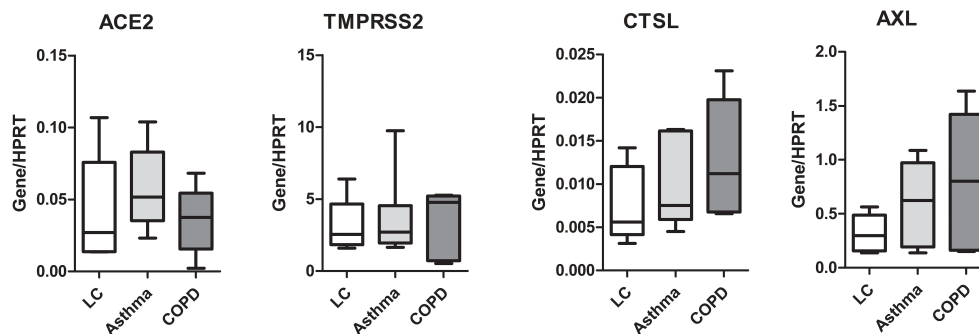 ACE2
Gene/HPRT
0.15
0.10
0.05
0.00
LC
Asthma
COPD
TMPRSS2
Gene/HPRT
15
10
5
0
LC
Asthma
COPD
CTSL
Gene/HPRT
0.025
0.020
0.015
0.010
0.005
0.000
LC
Asthma
COPD
AXL
Gene/HPRT
2.0
1.5
1.0
0.5
0.0
LC
Asthma
COPD